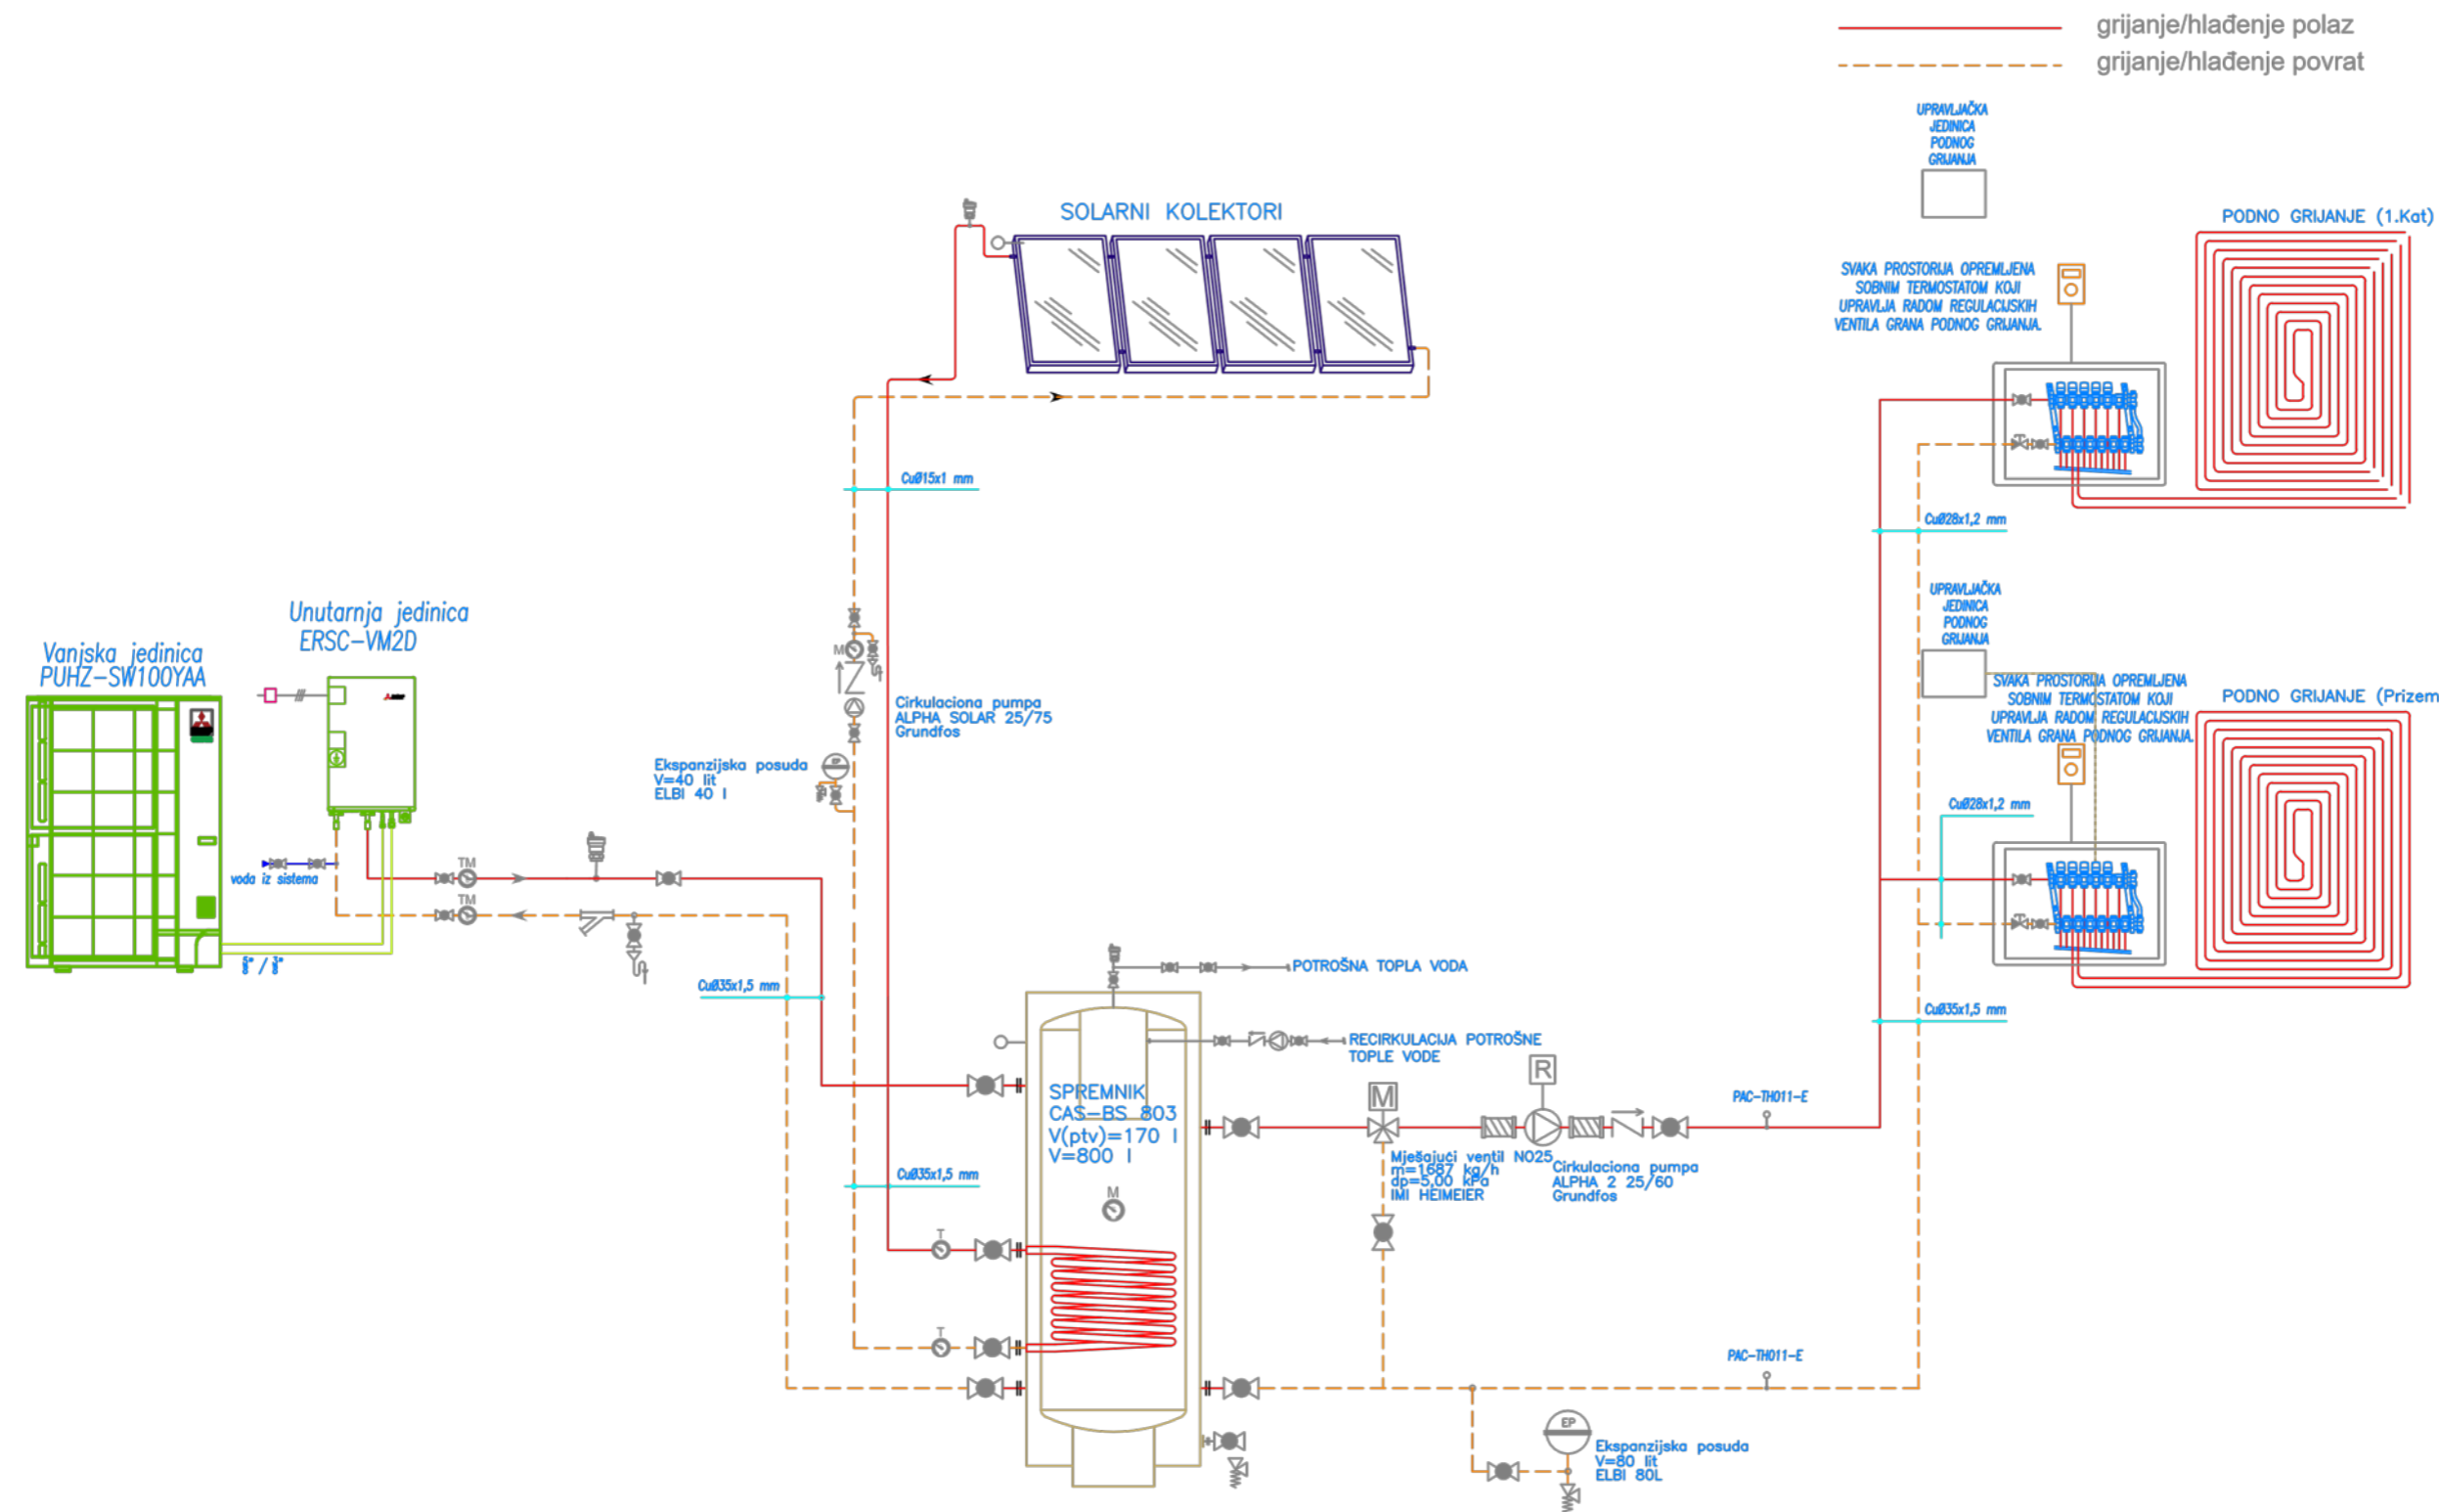 grijanje/hlađenje polaz
grijanje/hlađenje povrat
UPRAVLJAČKA
JEDINICA
PODNOG
GRIJANJA
SOLARNI KOLEKTORI
PODNO GRIJANJE (1.Kat)
SVAKA PROSTORIJA OPREMLJENA
SOBNIM TERMOSTATOM KOJI
UPRAVLJA RADOM REGULACIJSKIH
VENTILA GRANA PODNOG GRIJANJA.
CuØ15x1 mm
CuØ28x1,2 mm
UPRAVLJAČKA
JEDINICA
PODNOG
GRIJANJA
Unutarnja jedinica
ERSC-VM2D
Vanjska jedinica
PUHZ-SW100YAA
M
SVAKA PROSTORIJA OPREMLJENA
SOBNIM TERMOSTATOM KOJI
UPRAVLJA RADOM REGULACIJSKIH
VENTILA GRANA PODNOG GRIJANJA.
PODNO GRIJANJE (Prizem
Cirkulaciona pumpa
ALPHA SOLAR 25/75
Grundfos
Ekspanzijska posuda
V=40 lit
ELBI 40 l
EP
CuØ28x1,2 mm
TM
voda iz sistema
TM
5/8" / 3/8"
CuØ35x1,5 mm
POTROŠNA TOPLA VODA
CuØ35x1,5 mm
RECIRKULACIJA POTROŠNE
TOPLE VODE
R
M
SPREMNIK
CAS-BS 803
V(ptv)=170 l
V=800 l
PAC-TH011-E
Mješajući ventil NO25
m=1687 kg/h
dp=5,00 kPa
IMI HEIMEIER
Cirkulaciona pumpa
ALPHA 2 25/60
Grundfos
CuØ35x1,5 mm
M
T
T
PAC-TH011-E
EP
Ekspanzijska posuda
V=80 lit
ELBI 80L